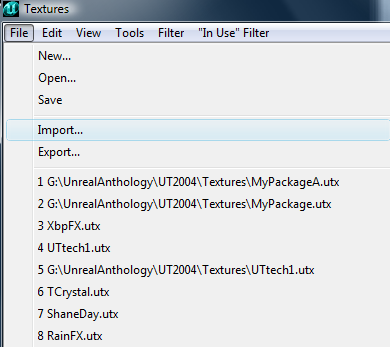 Textures
File Edit View Tools Filter "In Use" Filter
New...
Open...
Save
Import...
Export...
1 G:\UnrealAnthology\UT2004\Textures\MyPackageA.utx
2 G:\UnrealAnthology\UT2004\Textures\MyPackage.utx
3 XbpFX.utx
4 UTtech1.utx
5 G:\UnrealAnthology\UT2004\Textures\UTtech1.utx
6 TCrystal.utx
7 ShaneDay.utx
8 RainFX.utx